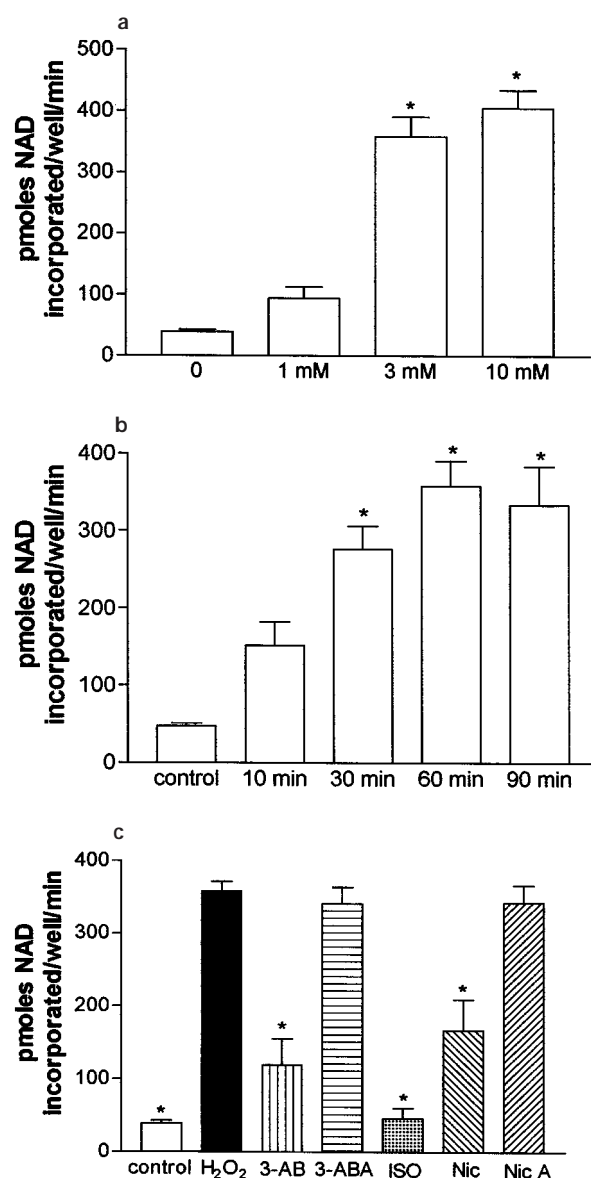 a
pmoles NAD
incorporated/well/min
500
400
300
200
100
0
* *
0 1 mM 3 mM 10 mM
b
pmoles NAD
incorporated/well/min
400
300
200
100
0
* * *
control 10 min 30 min 60 min 90 min
c
pmoles NAD
incorporated/well/min
400
300
200
100
0
* * * *
control H₂O₂ 3-AB 3-ABA ISO Nic Nic A